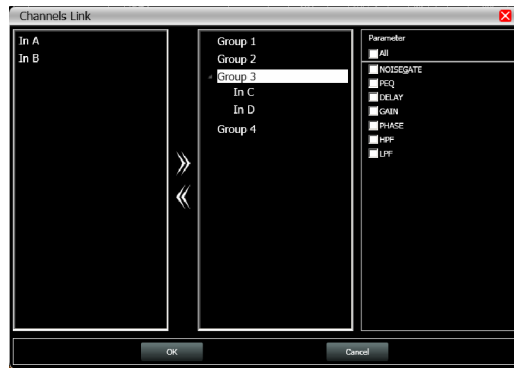 Channels Link
In A
In B
Group 1
Group 2
Group 3
In C
In D
Group 4
Parameter
All
NOISEGATE
PEQ
DELAY
GAIN
PHASE
HPF
LPF
OK
Cancel